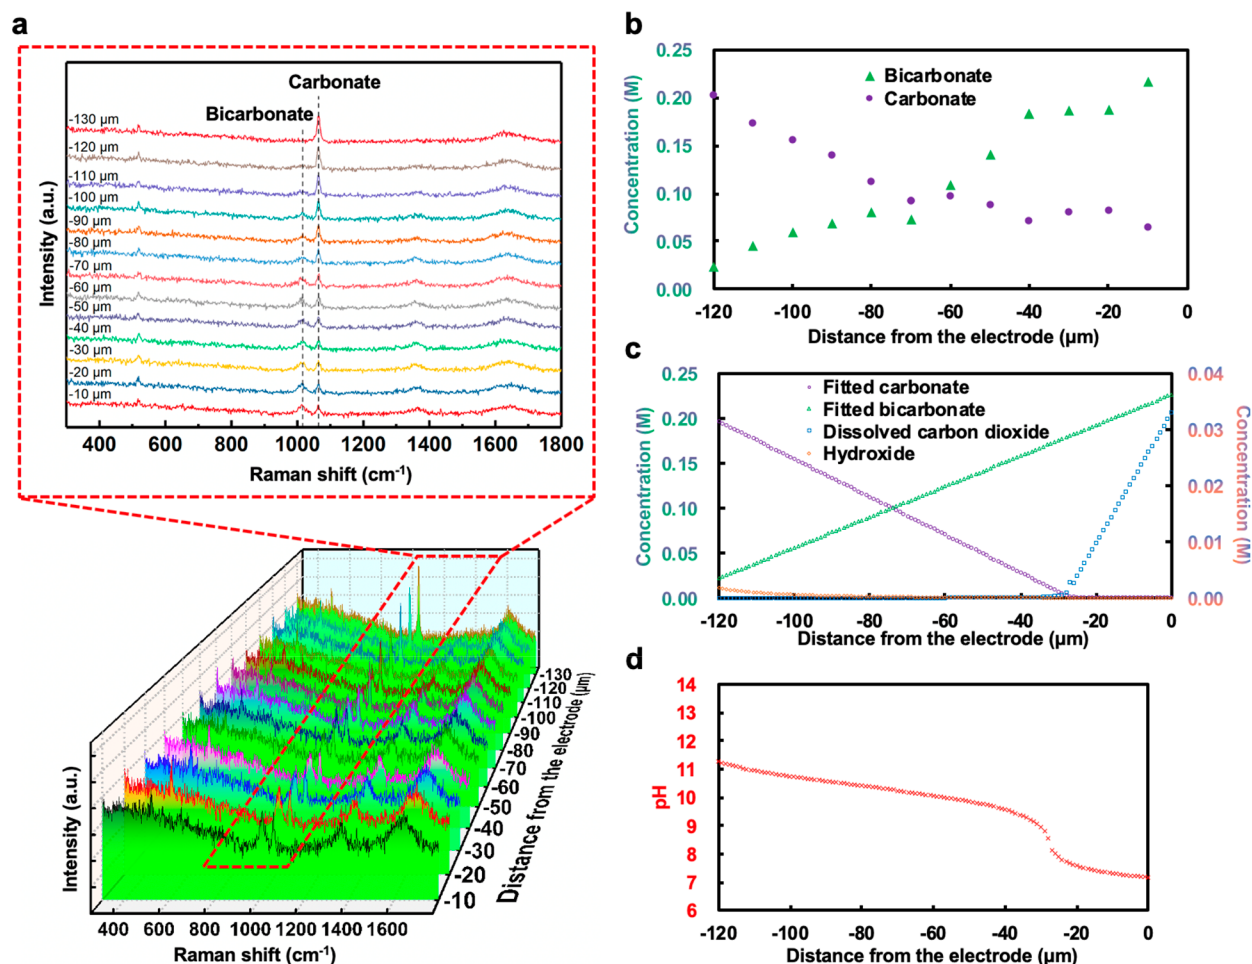 a
Carbonate
Bicarbonate
-130 µm
-120 µm
-110 µm
-100 µm
-90 µm
-80 µm
-70 µm
-60 µm
-50 µm
-40 µm
-30 µm
-20 µm
-10 µm
Intensity (a.u.)
400 600 800 1000 1200 1400 1600 1800
Raman shift (cm-1)
Intensity (a.u.)
400 600 800 1000 1200 1400 1600
Raman shift (cm-1)
-130
-120
-110
-100
-90
-80
-70
-60
-50
-40
-30
-20
-10
Distance from the electrode (µm)
b
0.25
0.20
0.15
0.10
0.05
0.00
Concentration (M)
Bicarbonate
Carbonate
-120 -100 -80 -60 -40 -20 0
Distance from the electrode (µm)
c
0.25
0.20
0.15
0.10
0.05
0.00
Concentration (M)
Fitted carbonate
Fitted bicarbonate
Dissolved carbon dioxide
Hydroxide
0.04
0.03
0.02
0.01
0.00
Concentration (M)
-120 -100 -80 -60 -40 -20 0
Distance from the electrode (µm)
d
14
13
12
11
10
9
8
7
6
pH
-120 -100 -80 -60 -40 -20 0
Distance from the electrode (µm)